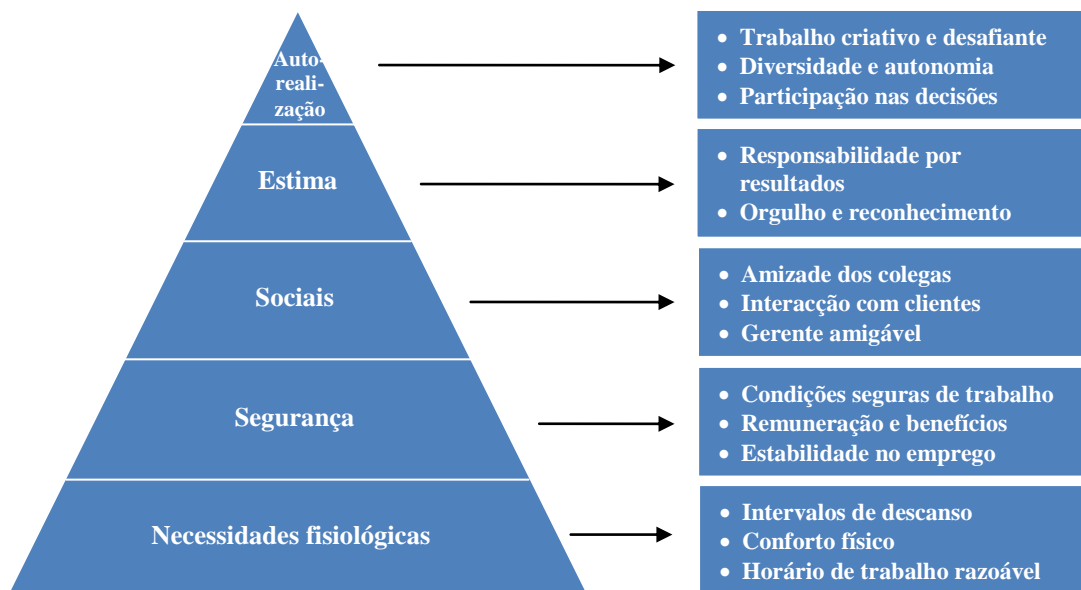 Auto-
reali-
zação
• Trabalho criativo e desafiante
• Diversidade e autonomia
• Participação nas decisões
Estima
• Responsabilidade por
resultados
• Orgulho e reconhecimento
Sociais
• Amizade dos colegas
• Interacção com clientes
• Gerente amigável
Segurança
• Condições seguras de trabalho
• Remuneração e benefícios
• Estabilidade no emprego
Necessidades fisiológicas
• Intervalos de descanso
• Conforto físico
• Horário de trabalho razoável